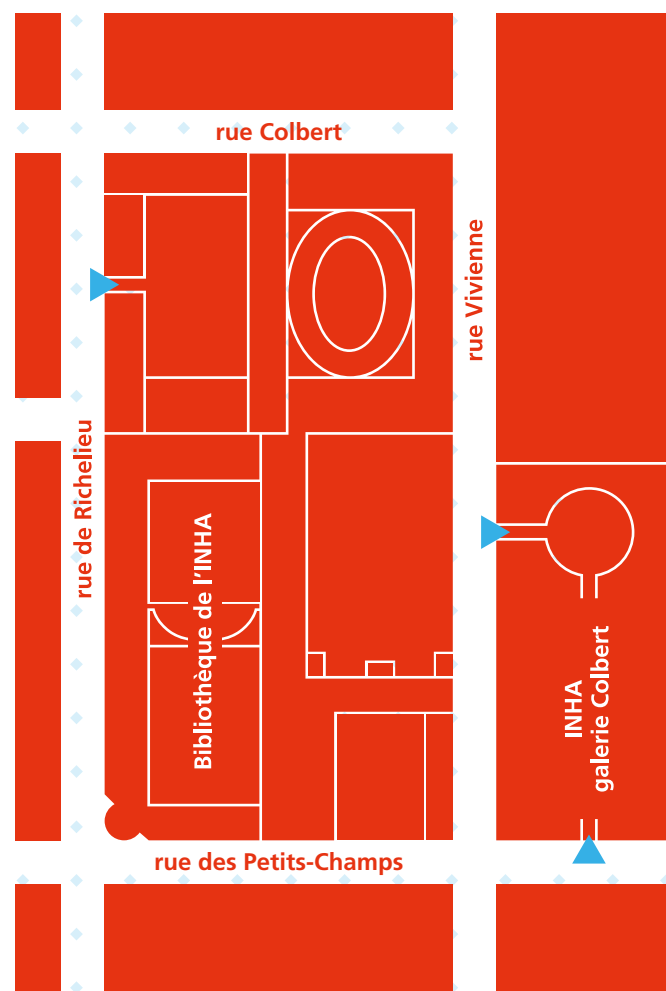 rue Colbert
rue Vivienne
rue de Richelieu
Bibliothèque de l’INHA
INHA
galerie Colbert
rue des Petits-Champs